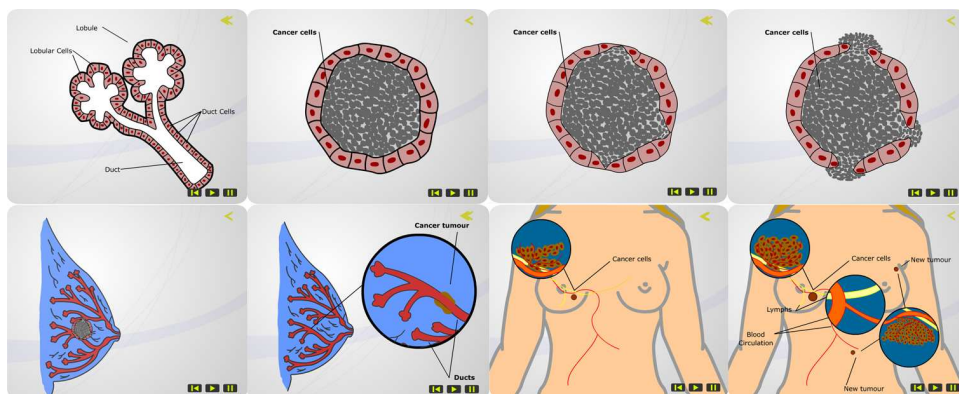 Lobule
Lobular Cells
Duct Cells
Duct
Cancer cells
Cancer cells
Cancer cells
Cancer tumour
Ducts
Cancer cells
Cancer cells
New tumour
Lymphs
Blood
Circulation
New tumour